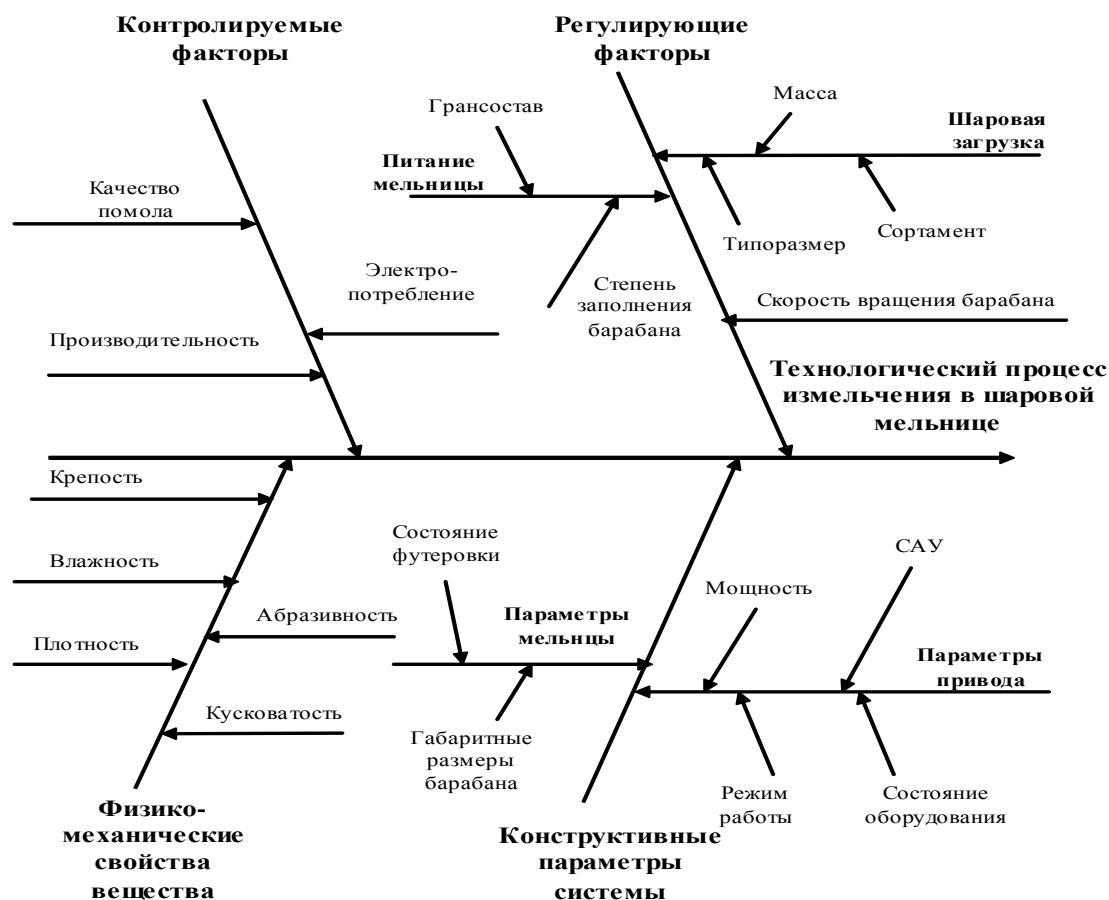 Контролируемые
факторы
Регулирующие
факторы
Грансостав
Масса
Шаровая
загрузка
Питание
мельницы
Качество
помола
Типоразмер
Сортамент
Электро-
потребление
Степень
заполнения
барабана
Скорость вращения барабана
Производительность
Технологический процесс
измельчения в шаровой
мельнице
Крепость
Состояние
футеровки
САУ
Влажность
Мощность
Абразивность
Параметры
мельнцы
Плотность
Параметры
привода
Кусковатость
Габаритные
размеры
барабана
Режим
работы
Состояние
оборудования
Физико-
механические
свойства
вещества
Конструктивные
параметры
системы